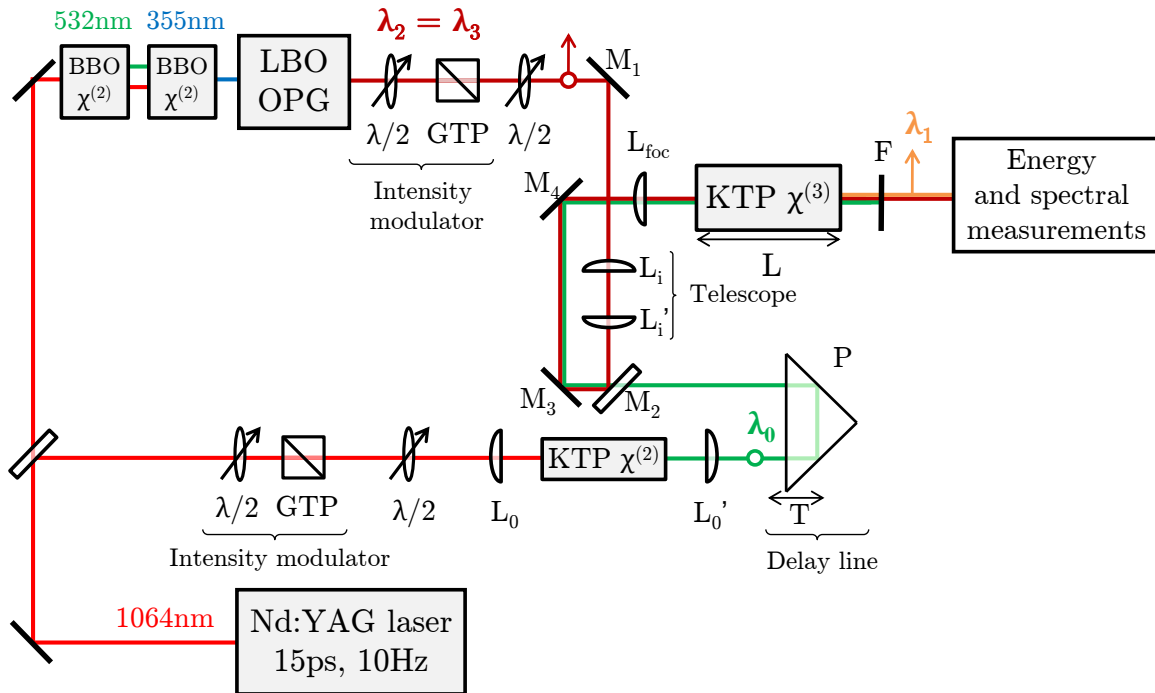 532nm 355nm
λ₂ = λ₃
BBO
χ⁽²⁾
BBO
χ⁽²⁾
LBO
OPG
M₁
λ/2 GTP λ/2
Intensity
modulator
L_foc
M₄
KTP χ⁽³⁾
F
λ₁
Energy
and spectral
measurements
L
Lᵢ
Telescope
Lᵢ'
M₃
M₂
P
λ₀
KTP χ⁽²⁾
λ/2 GTP λ/2 L₀ L₀'
T
Intensity modulator
Delay line
1064nm
Nd:YAG laser
15ps, 10Hz